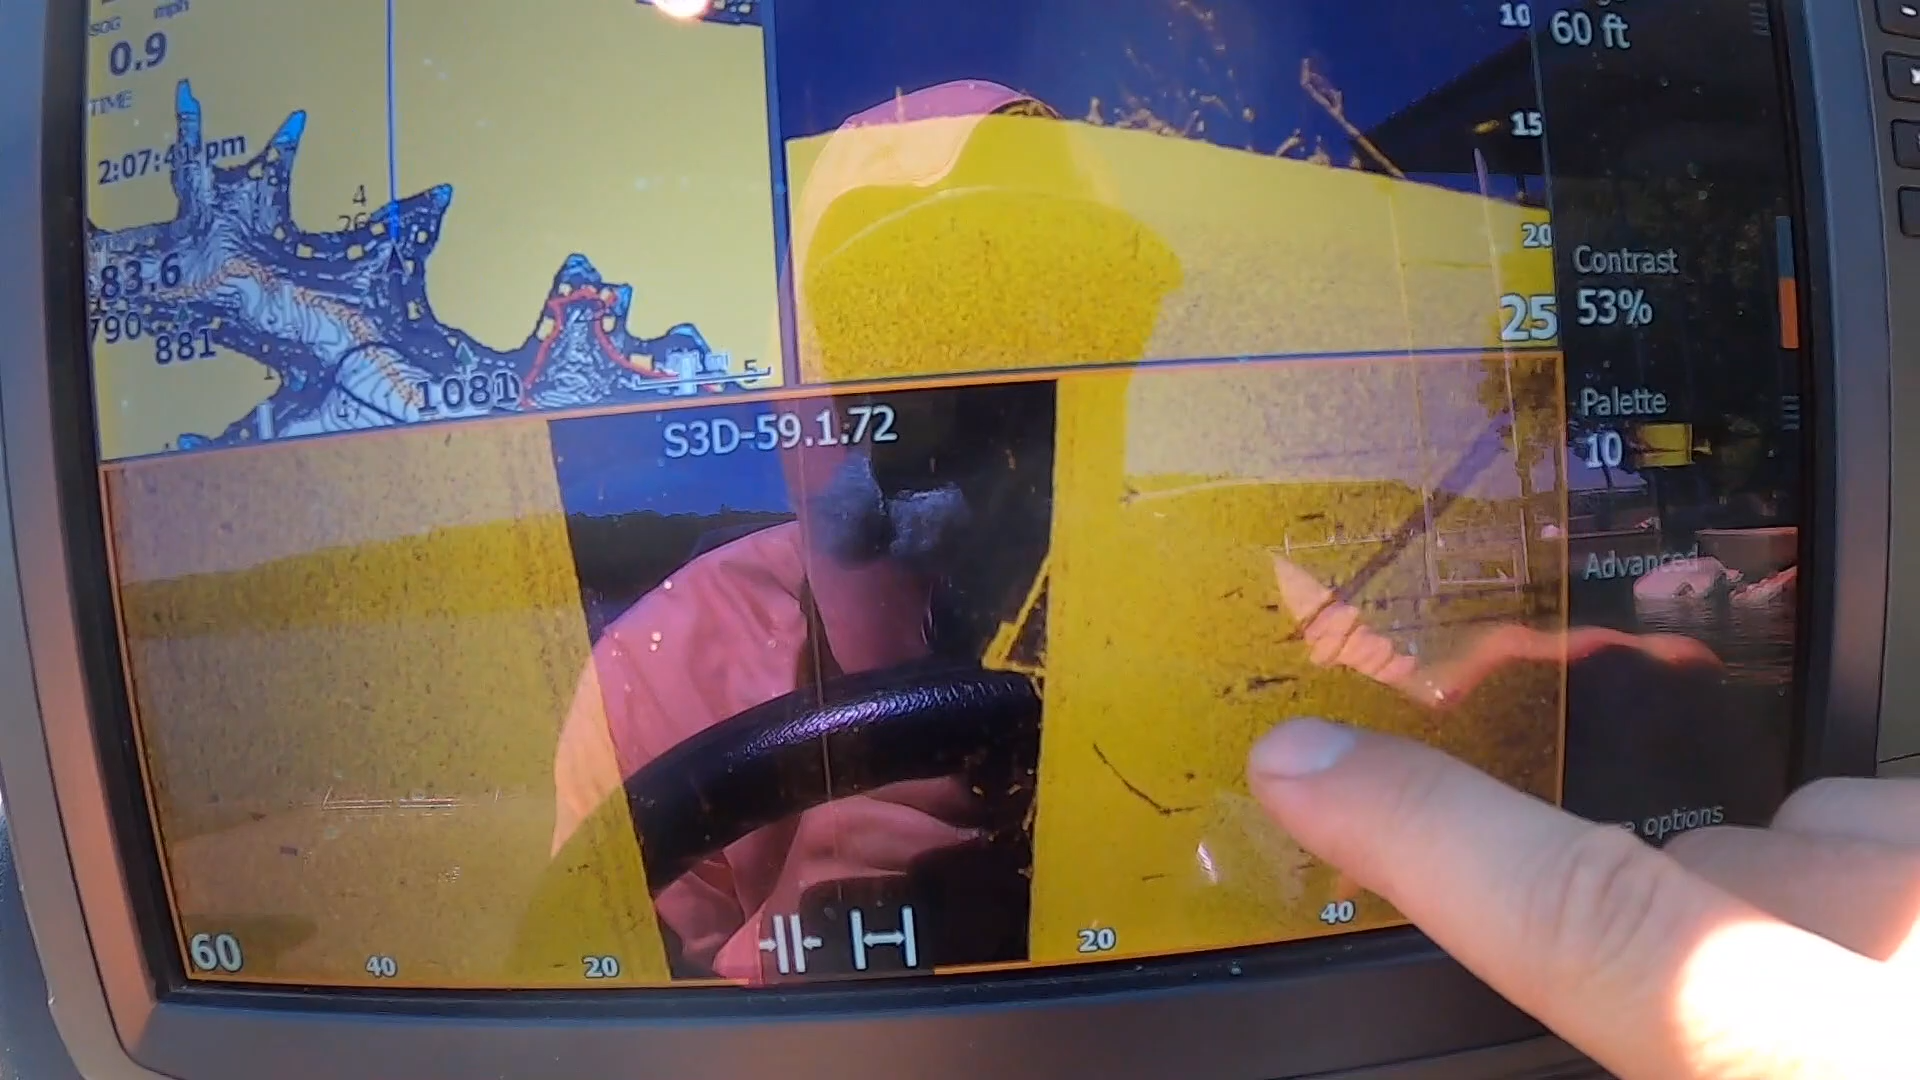 SOG mph
0.9
TIME
2:07:41 pm
4
26
83.6
790
881
1081
5
10
15
20
25
60 ft
Contrast
53%
Palette
10
Advanced
options
S3D-59.1.72
60
40
20
20
40